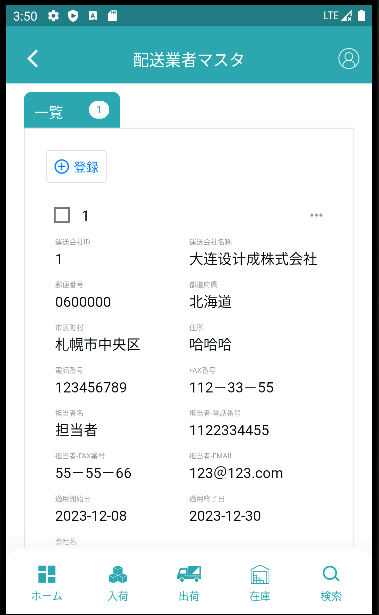 3:50 A LTE
配送業者マスタ
一覧 1
登録
1
運送会社ID 運送会社名称
1 大连设计成株式会社
郵便番号 都道府県
0600000 北海道
市区町村 住所
札幌市中央区 哈哈哈
電話番号 FAX番号
123456789 112－33－55
担当者名 担当者-電話番号
担当者 1122334455
担当者-FAX番号 担当者-EMAIL
55－55－66 123@123.com
適用開始日 適用終了日
2023-12-08 2023-12-30
会社名
ホーム 入荷 出荷 在庫 検索